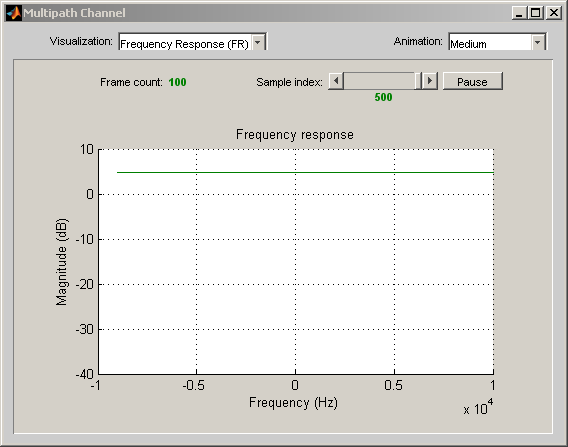 Multipath Channel
Visualization: Frequency Response (FR) Animation: Medium
Frame count: 100 Sample index: Pause
500
Frequency response
10
0
-10
-20
-30
-40
Magnitude (dB)
-1 -0.5 0 0.5 1
Frequency (Hz)
x 10^4